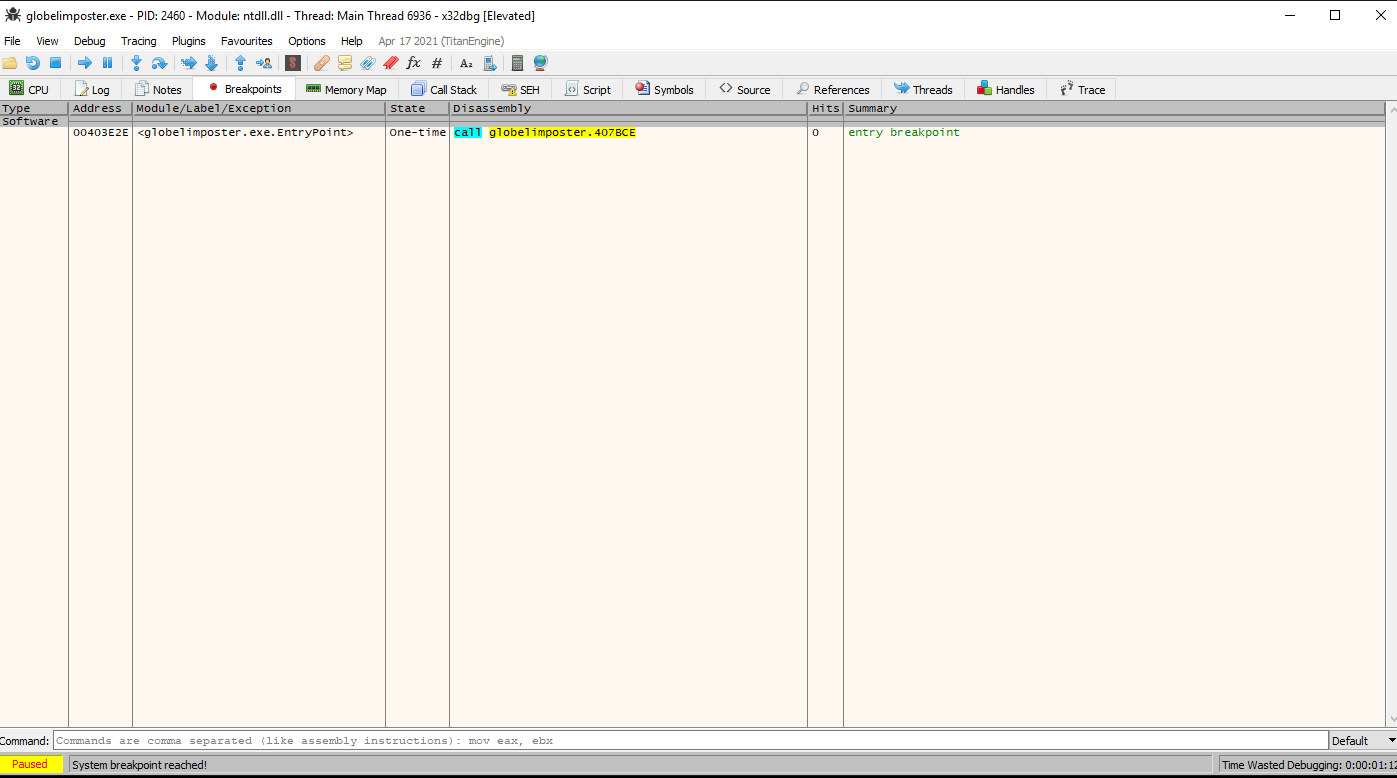 globelimposter.exe - PID: 2460 - Module: ntdll.dll - Thread: Main Thread 6936 - x32dbg [Elevated]
File View Debug Tracing Plugins Favourites Options Help Apr 17 2021 (TitanEngine)
CPU Log Notes Breakpoints Memory Map Call Stack SEH Script Symbols Source References Threads Handles Trace
Type Address Module/Label/Exception State Disassembly Hits Summary
Software
00403E2E <globelimposter.exe.EntryPoint> One-time call globelimposter.407BCE 0 entry breakpoint
Command: Commands are comma separated (like assembly instructions): mov eax, ebx Default
Paused System breakpoint reached! Time Wasted Debugging: 0:00:01:12